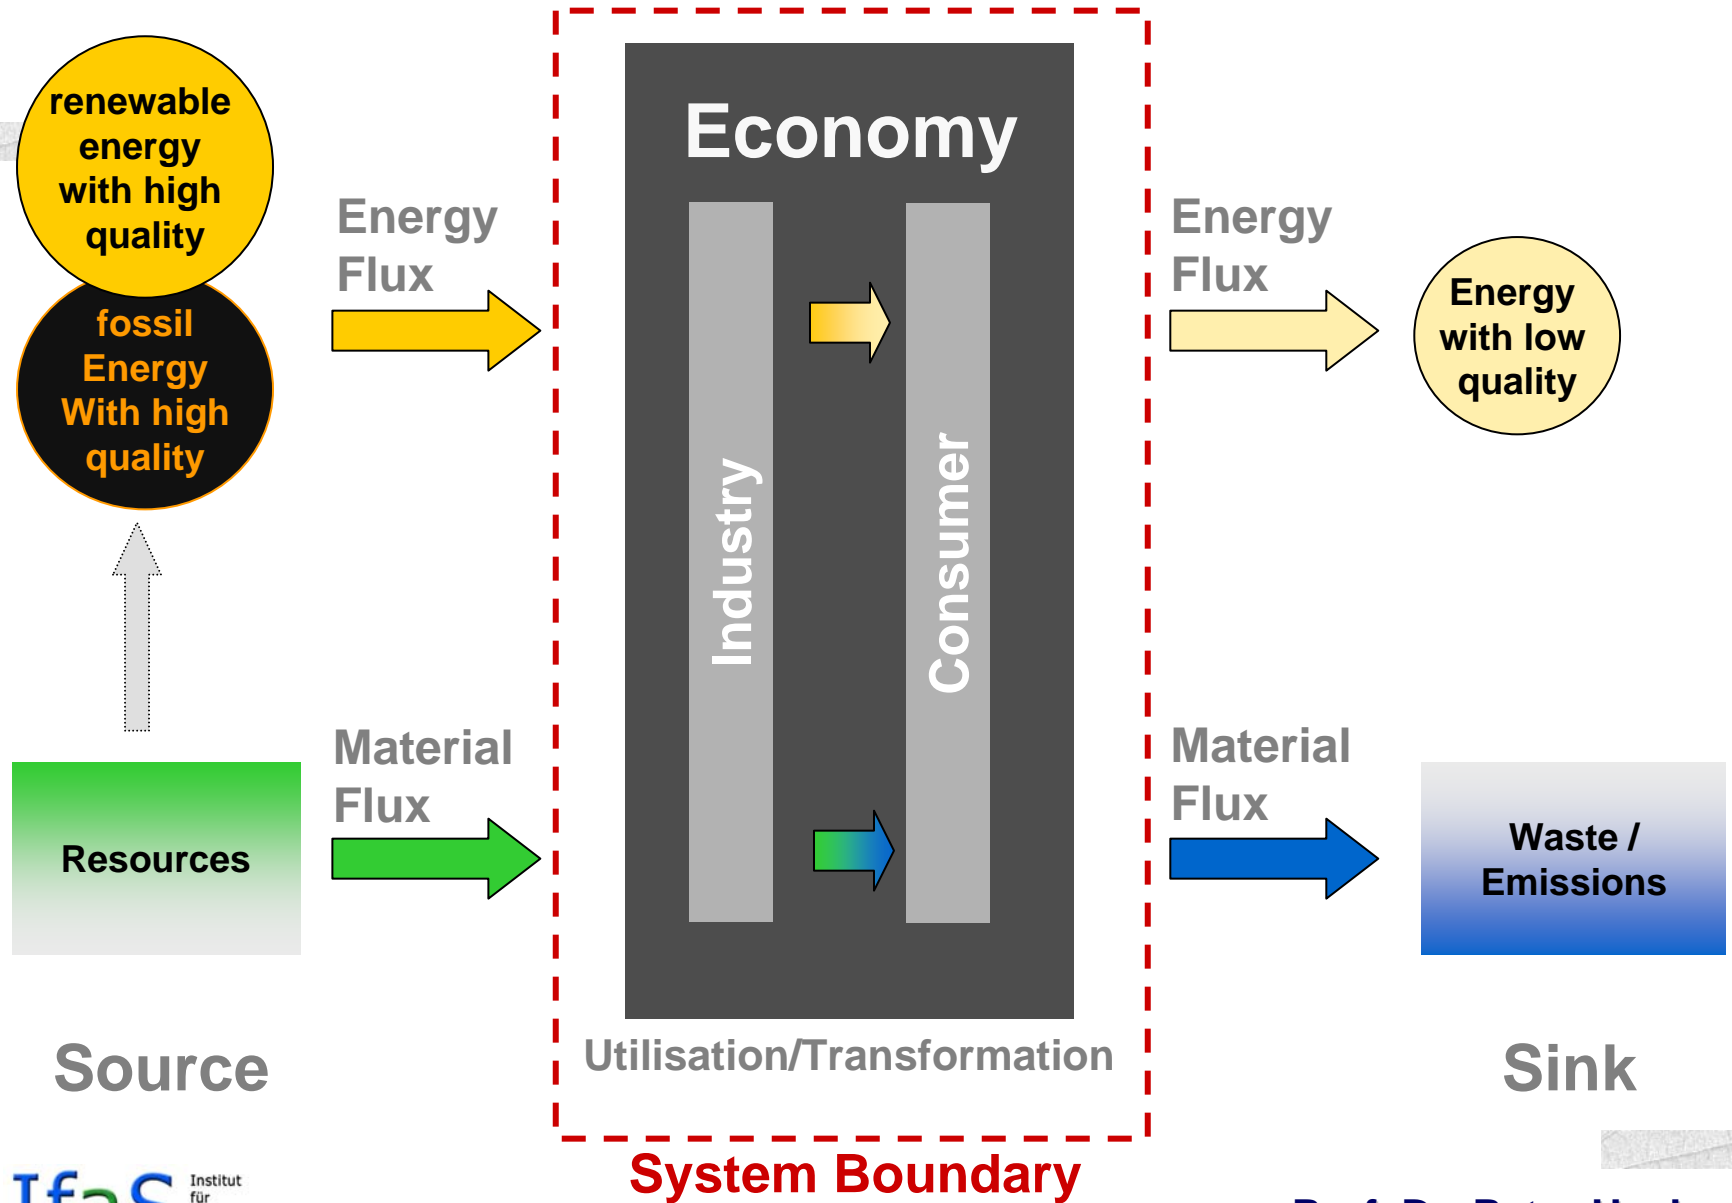 renewable
energy
with high
quality
fossil
Energy
With high
quality
Energy
Flux
Economy
Industry
Consumer
Energy
Flux
Energy
with low
quality
Material
Flux
Resources
Material
Flux
Waste /
Emissions
Source
Utilisation/Transformation
Sink
System Boundary
IfaS
Institut
für